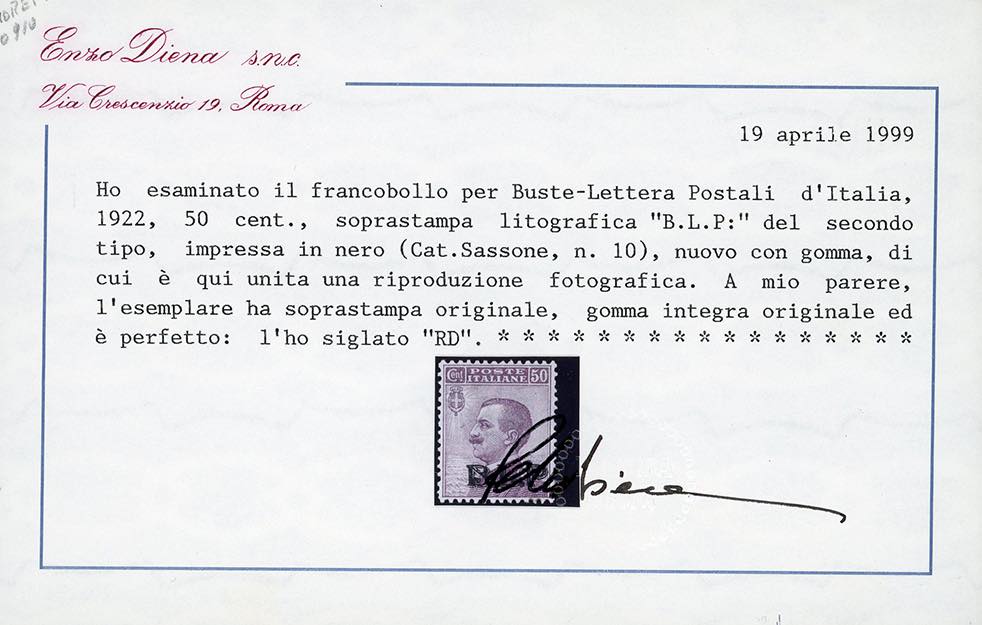 Enzo Diena s.n.c.
Via Crescenzio 19, Roma
19 aprile 1999
Ho esaminato il francobollo per Buste-Lettera Postali d'Italia,
1922, 50 cent., soprastampa litografica "B.L.P:" del secondo
tipo, impressa in nero (Cat.Sassone, n. 10), nuovo con gomma, di
cui è qui unita una riproduzione fotografica. A mio parere,
l'esemplare ha soprastampa originale, gomma integra originale ed
è perfetto: l'ho siglato "RD". * * * * * * * * * * * * * * * * *
Cent POSTE 50
ITALIANE
B